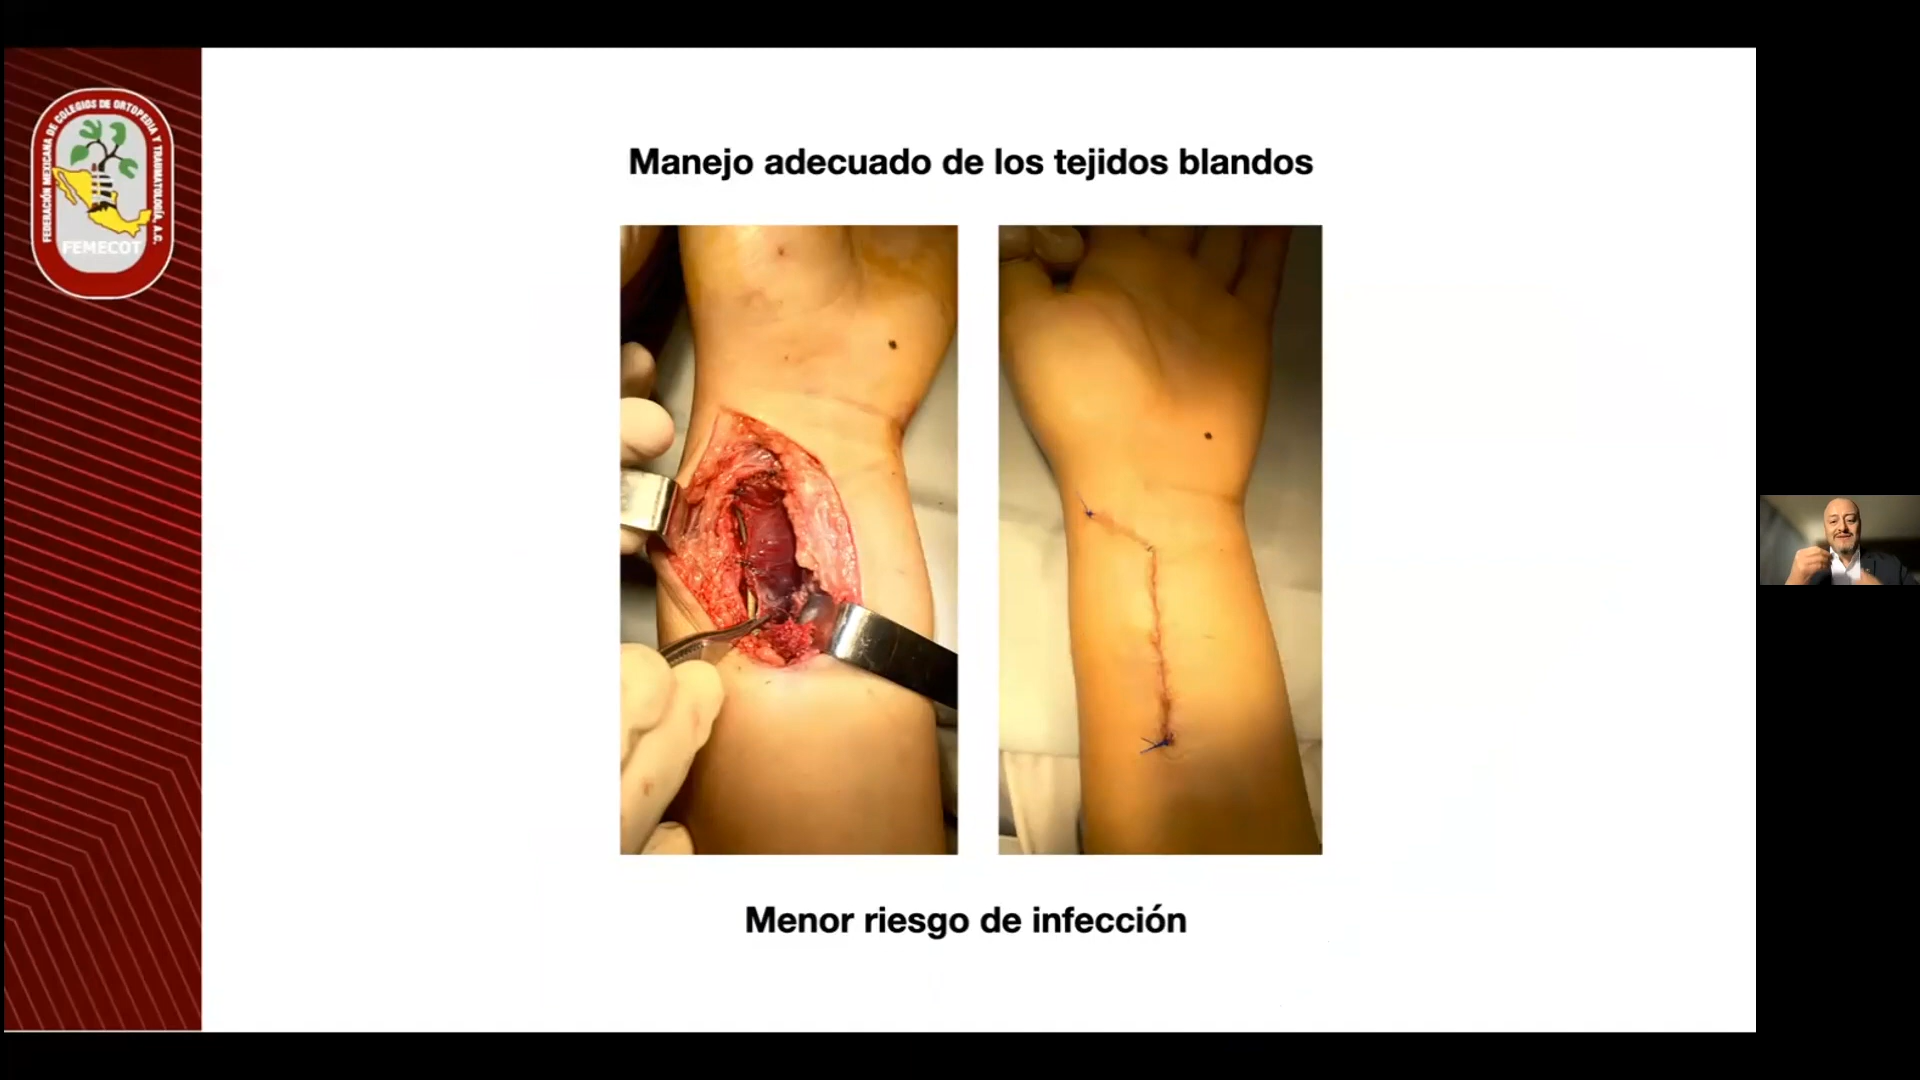 FEDERACIÓN MEXICANA DE COLEGIOS DE ORTOPEDIA Y TRAUMATOLOGÍA, A.C.
FEMECOT
Manejo adecuado de los tejidos blandos
Menor riesgo de infección